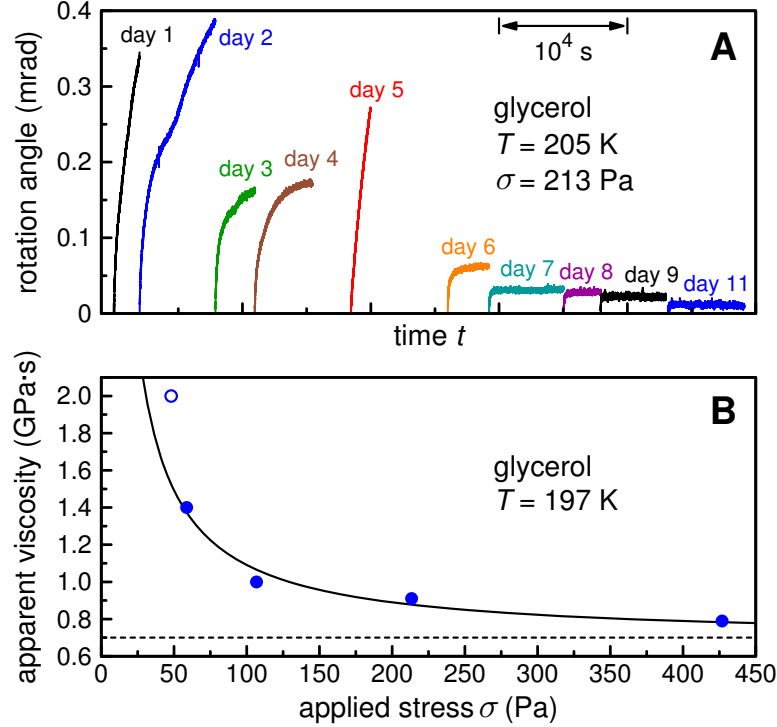 A
day 1
day 2
day 3
day 4
day 5
day 6
day 7
day 8
day 9
day 11
10⁴ s
glycerol
T = 205 K
σ = 213 Pa
0.4
0.3
0.2
0.1
0
rotation angle (mrad)
time t
B
glycerol
T = 197 K
2.0
1.8
1.6
1.4
1.2
1.0
0.8
0.6
apparent viscosity (GPa·s)
0 50 100 150 200 250 300 350 400 450
applied stress σ (Pa)